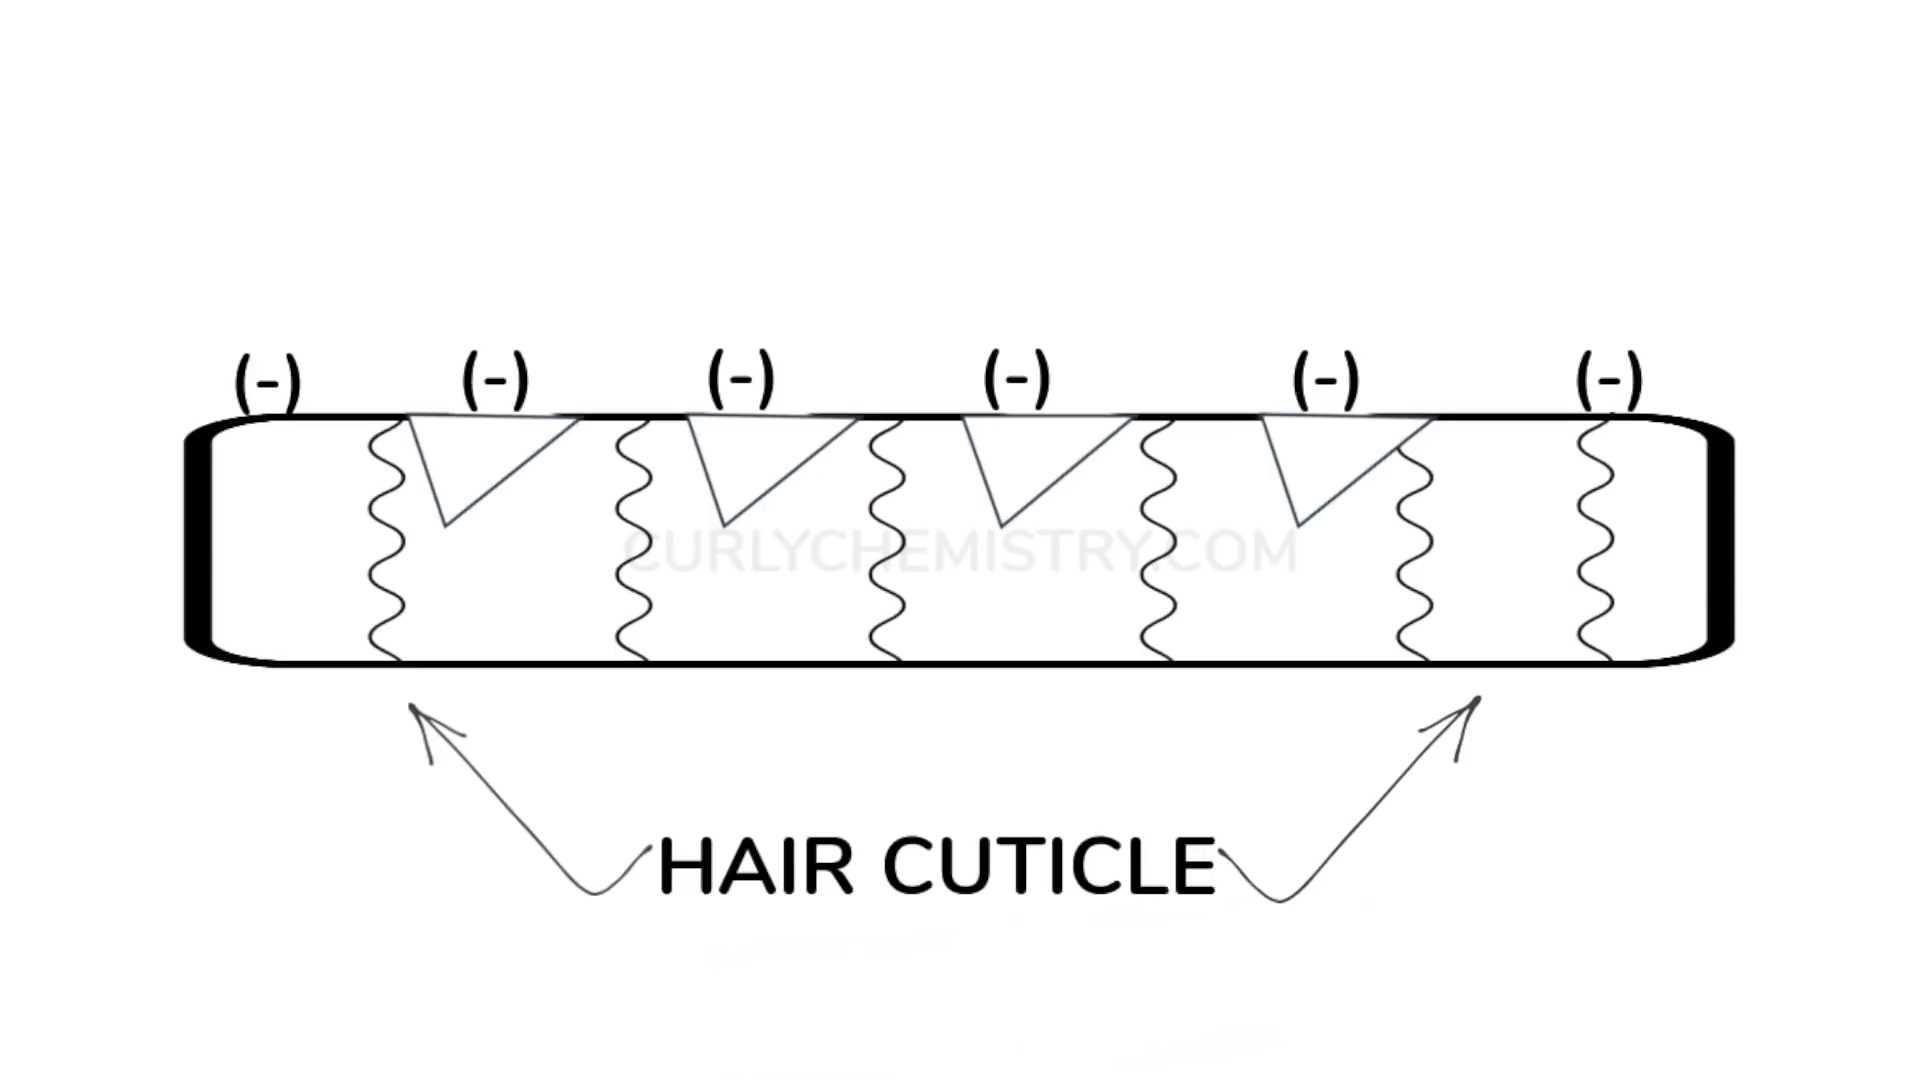 (-) (-) (-) (-) (-) (-)
CURLYCHEMISTRY.COM
HAIR CUTICLE